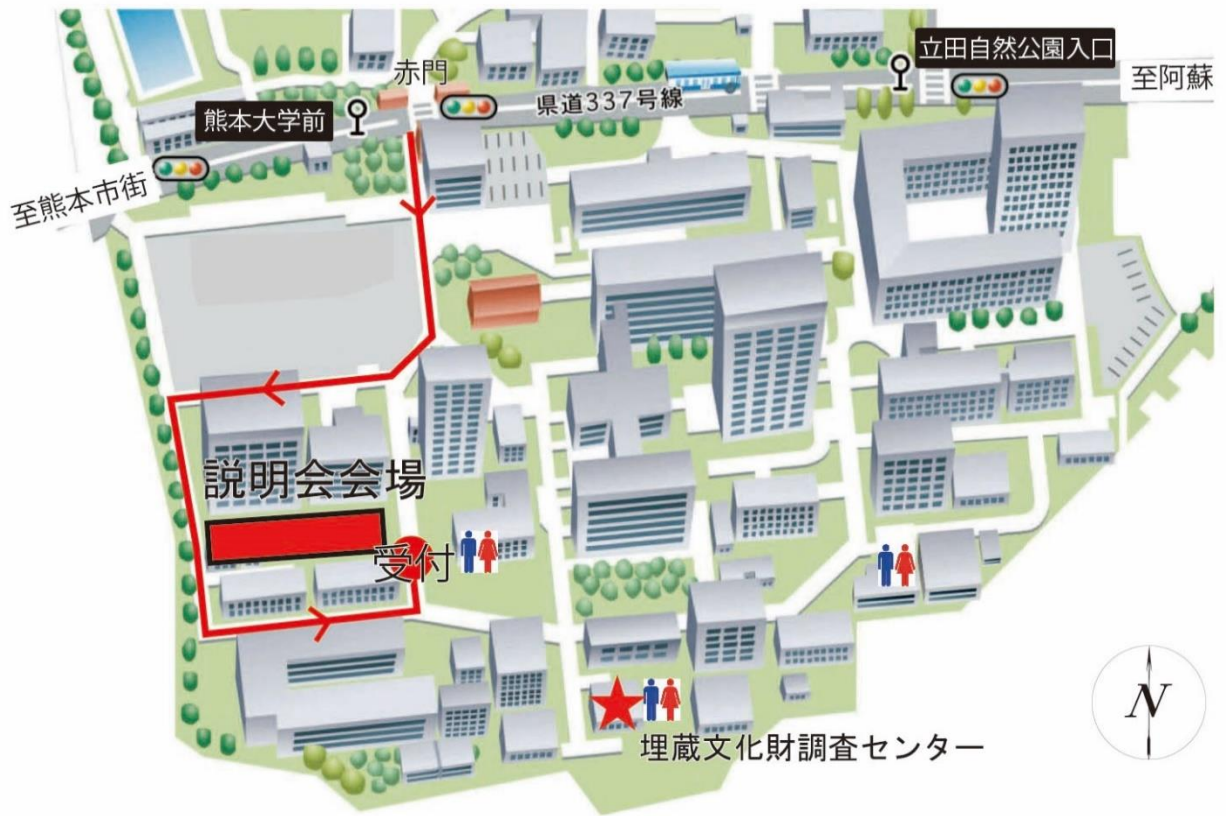 立田自然公園入口
至阿蘇
赤門
県道337号線
熊本大学前
至熊本市街
説明会会場
受付
埋蔵文化財調査センター
N